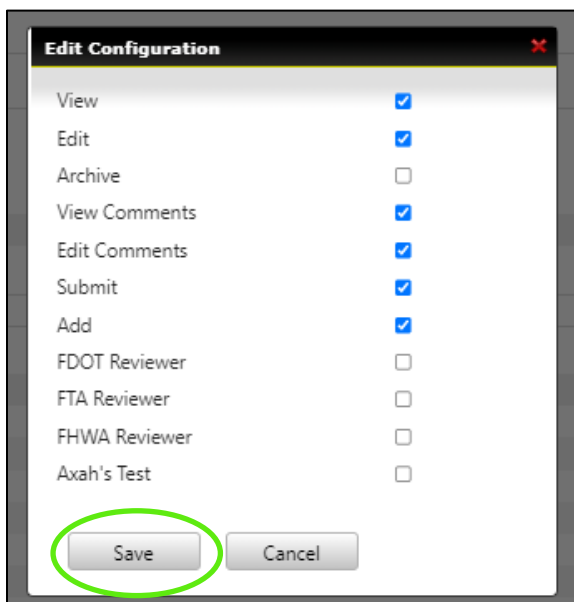 Edit Configuration
View
Edit
Archive
View Comments
Edit Comments
Submit
Add
FDOT Reviewer
FTA Reviewer
FHWA Reviewer
Axah's Test
Save Cancel